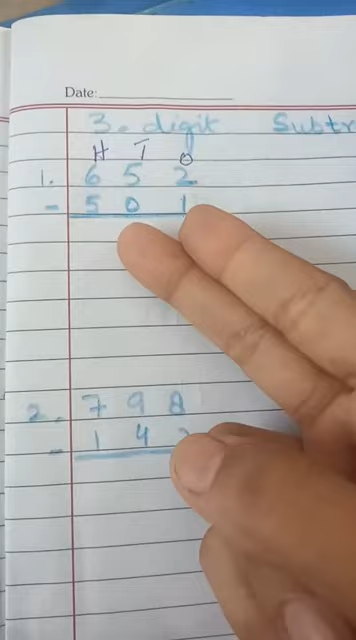 Date:
3. digit Subtr
H T O
1. 6 5 2
- 5 0 1
2. 7 9 8
- 1 4